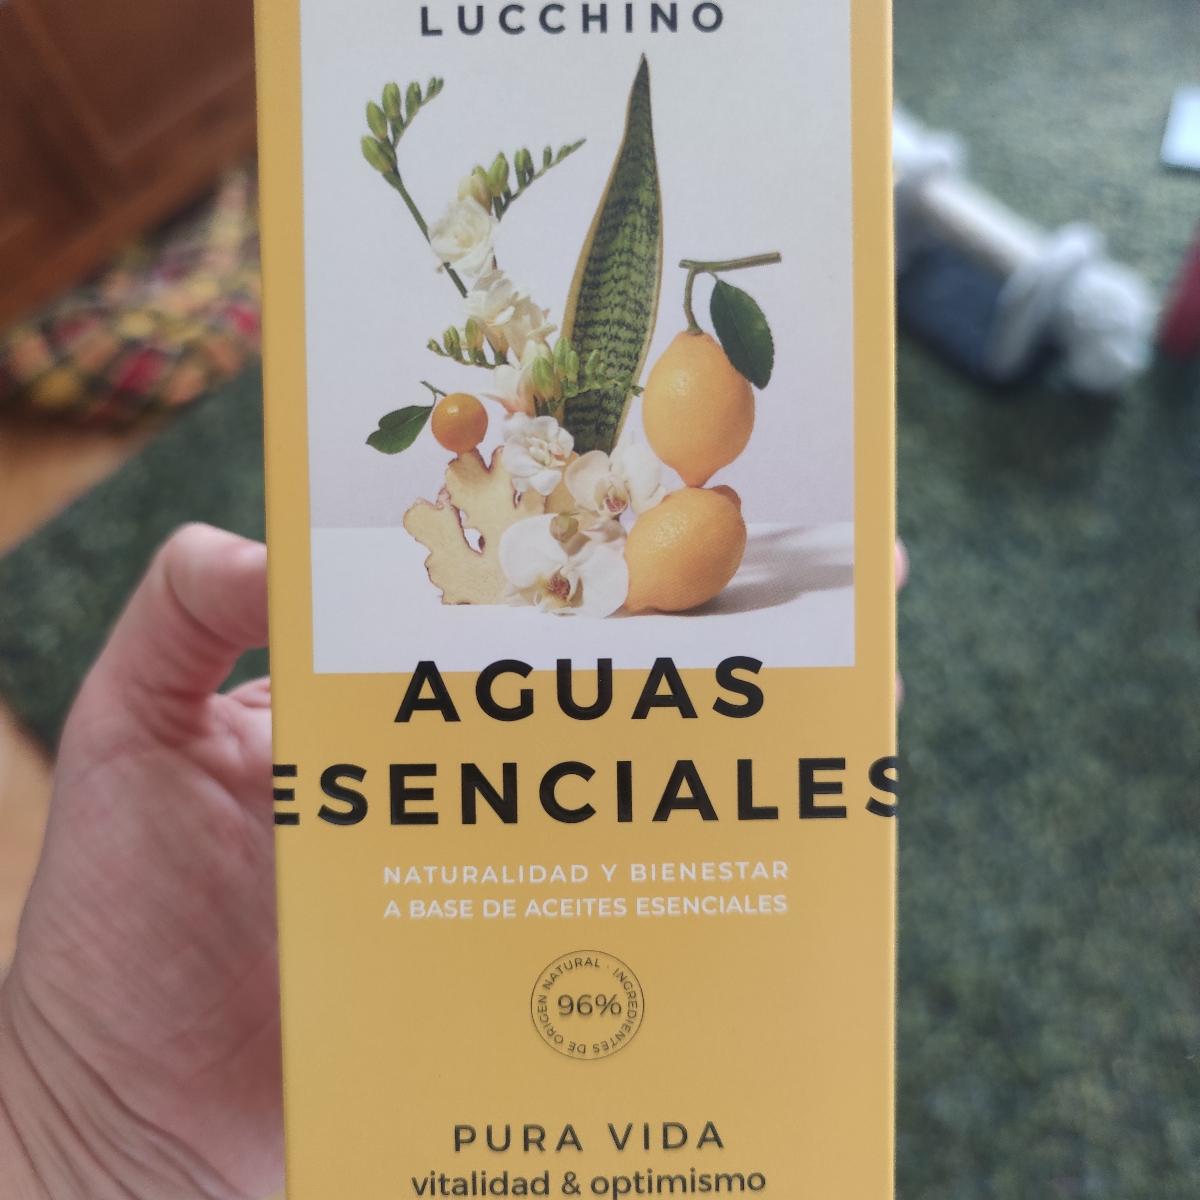 LUCCHINO
AGUAS
ESENCIALES
NATURALIDAD Y BIENESTAR
A BASE DE ACEITES ESENCIALES
INGREDIENTES DE ORIGEN NATURAL ·
96%
PURA VIDA
vitalidad & optimismo